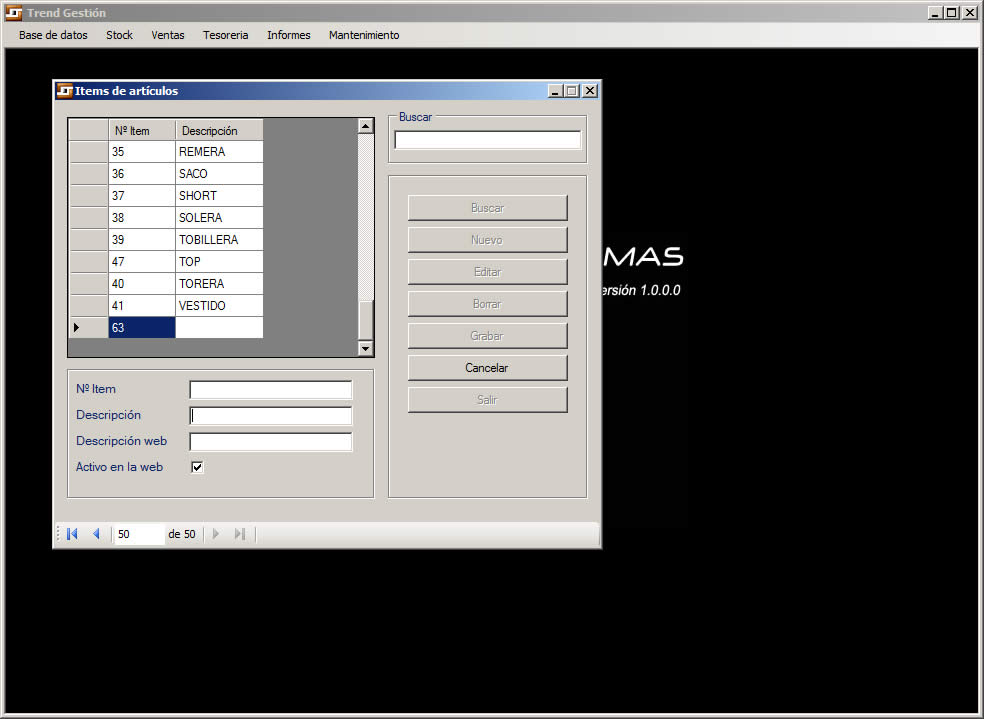 Trend Gestión
Base de datos Stock Ventas Tesoreria Informes Mantenimiento
Items de artículos
Nº Item Descripción
35 REMERA
36 SACO
37 SHORT
38 SOLERA
39 TOBILLERA
47 TOP
40 TORERA
41 VESTIDO
63
Nº Item
Descripción
Descripción web
Activo en la web
Buscar
Buscar
Nuevo
Editar
Borrar
Grabar
Cancelar
Salir
50 de 50
MAS
ersión 1.0.0.0